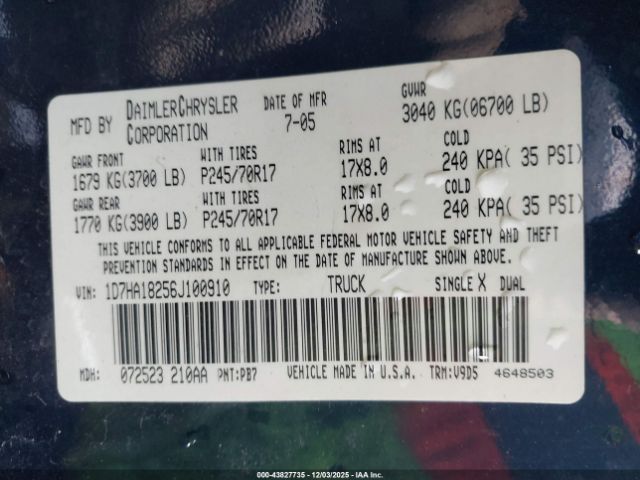 MFD BY DAIMLERCHRYSLER CORPORATION DATE OF MFR 7-05 GVWR 3040 KG(06700 LB)
GAWR FRONT WITH TIRES RIMS AT COLD
1679 KG(3700 LB) P245/70R17 17X8.0 240 KPA( 35 PSI)
GAWR REAR WITH TIRES RIMS AT COLD
1770 KG(3900 LB) P245/70R17 17X8.0 240 KPA( 35 PSI)
THIS VEHICLE CONFORMS TO ALL APPLICABLE FEDERAL MOTOR VEHICLE SAFETY AND THEFT
PREVENTION STANDARDS IN EFFECT ON THE DATE OF MANUFACTURE SHOWN ABOVE.
VIN: 1D7HA18256J100910 TYPE: TRUCK SINGLE X DUAL
MDH: 072523 210AA PNT:PB7 VEHICLE MADE IN U.S.A. TRM:V9D5 4648503
000-43827735 - 12/03/2025 - IAA Inc.